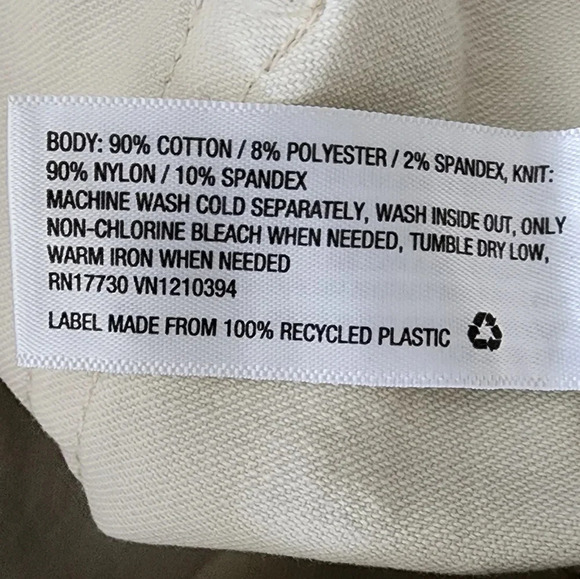 BODY: 90% COTTON / 8% POLYESTER / 2% SPANDEX, KNIT:
90% NYLON / 10% SPANDEX
MACHINE WASH COLD SEPARATELY, WASH INSIDE OUT, ONLY
NON-CHLORINE BLEACH WHEN NEEDED, TUMBLE DRY LOW,
WARM IRON WHEN NEEDED
RN17730 VN1210394
LABEL MADE FROM 100% RECYCLED PLASTIC